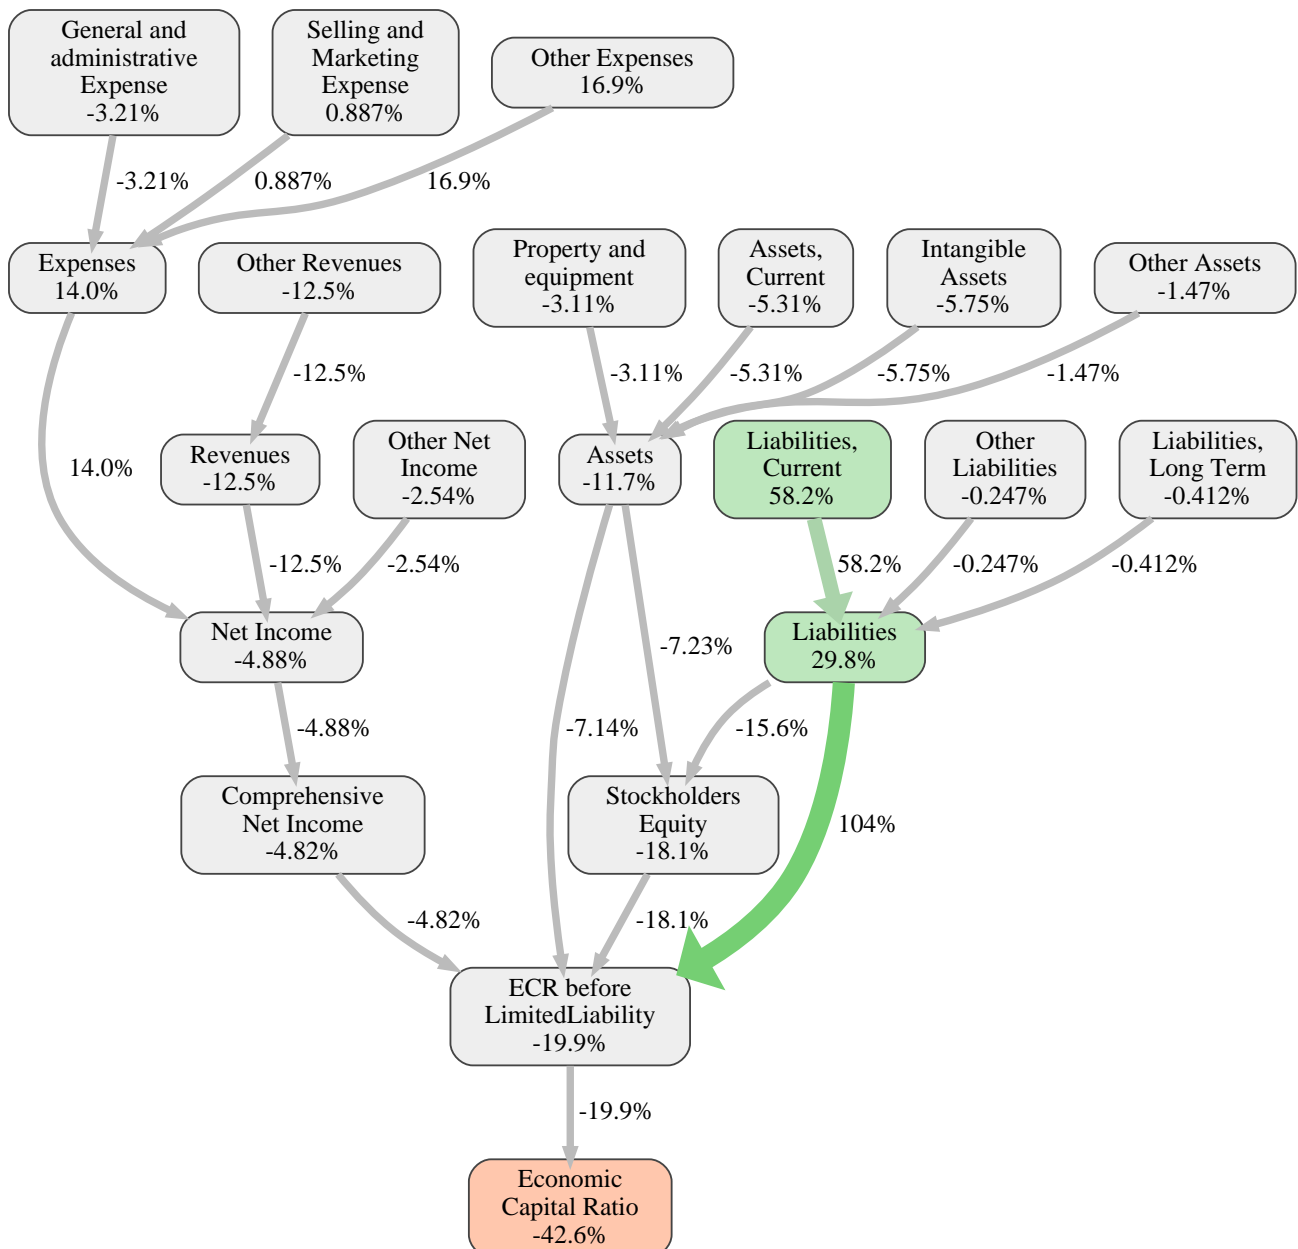 General and
administrative
Expense
-3.21%
Selling and
Marketing
Expense
0.887%
Other Expenses
16.9%
-3.21%
0.887%
16.9%
Expenses
14.0%
Other Revenues
-12.5%
Property and
equipment
-3.11%
Assets,
Current
-5.31%
Intangible
Assets
-5.75%
Other Assets
-1.47%
-12.5%
-3.11%
-5.31%
-5.75%
-1.47%
14.0%
Revenues
-12.5%
Other Net
Income
-2.54%
Assets
-11.7%
Liabilities,
Current
58.2%
Other
Liabilities
-0.247%
Liabilities,
Long Term
-0.412%
-12.5%
-2.54%
58.2%
-0.247%
-0.412%
Net Income
-4.88%
-7.23%
Liabilities
29.8%
-4.88%
-7.14%
-15.6%
Comprehensive
Net Income
-4.82%
Stockholders
Equity
-18.1%
104%
-4.82%
-18.1%
ECR before
LimitedLiability
-19.9%
-19.9%
Economic
Capital Ratio
-42.6%